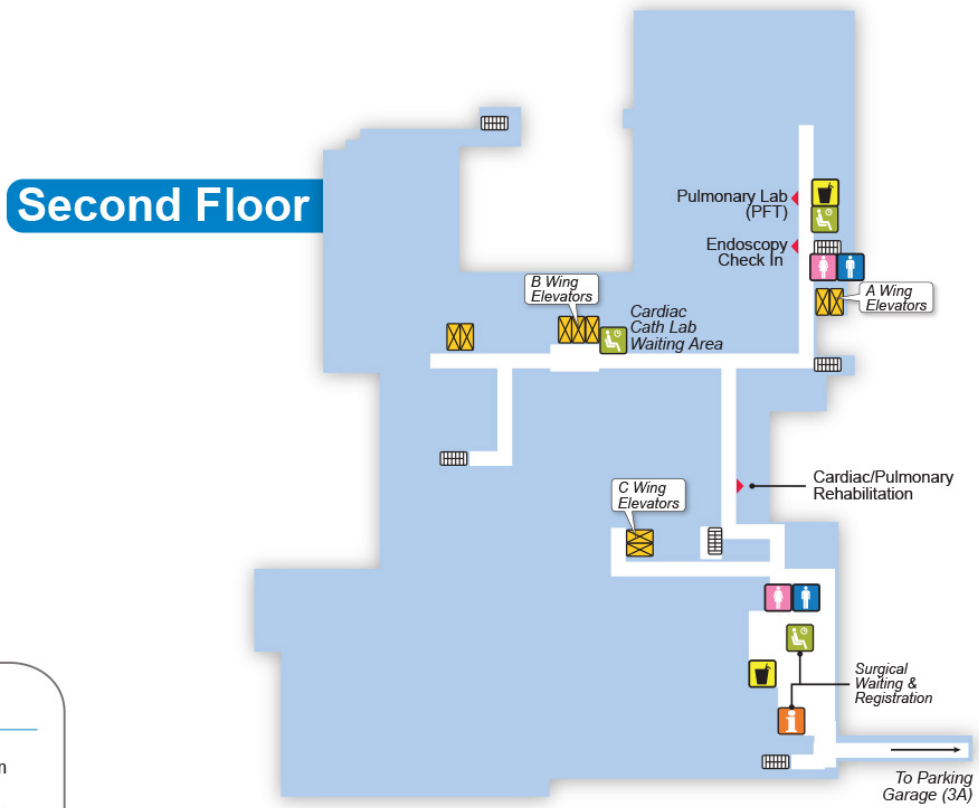 Second Floor
Pulmonary Lab
(PFT)
Endoscopy
Check In
A Wing
Elevators
B Wing
Elevators
Cardiac
Cath Lab
Waiting Area
Cardiac/Pulmonary
Rehabilitation
C Wing
Elevators
Surgical
Waiting &
Registration
To Parking
Garage (3A)